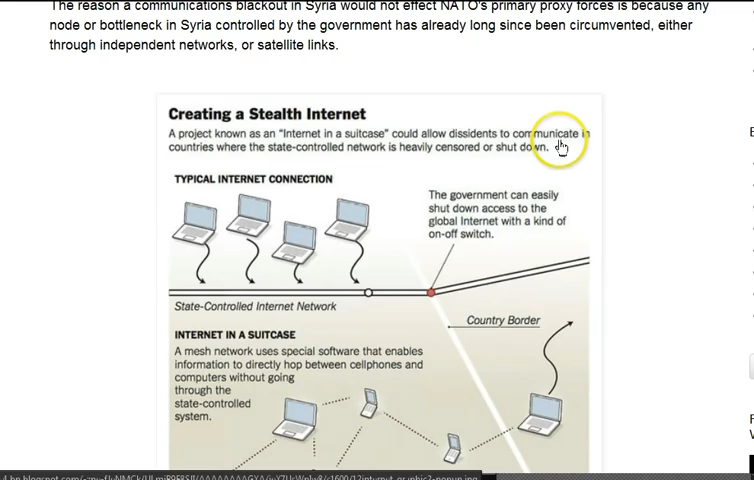 The reason a communications blackout in Syria would not effect NATO's primary proxy forces is because any
node or bottleneck in Syria controlled by the government has already long since been circumvented, either
through independent networks, or satellite links.
Creating a Stealth Internet
A project known as an "Internet in a suitcase" could allow dissidents to communicate in
countries where the state-controlled network is heavily censored or shut down.
TYPICAL INTERNET CONNECTION
The government can easily
shut down access to the
global Internet with a kind of
on-off switch.
State-Controlled Internet Network
Country Border
INTERNET IN A SUITCASE
A mesh network uses special software that enables
information to directly hop between cellphones and
computers without going
through the
state-controlled
system.